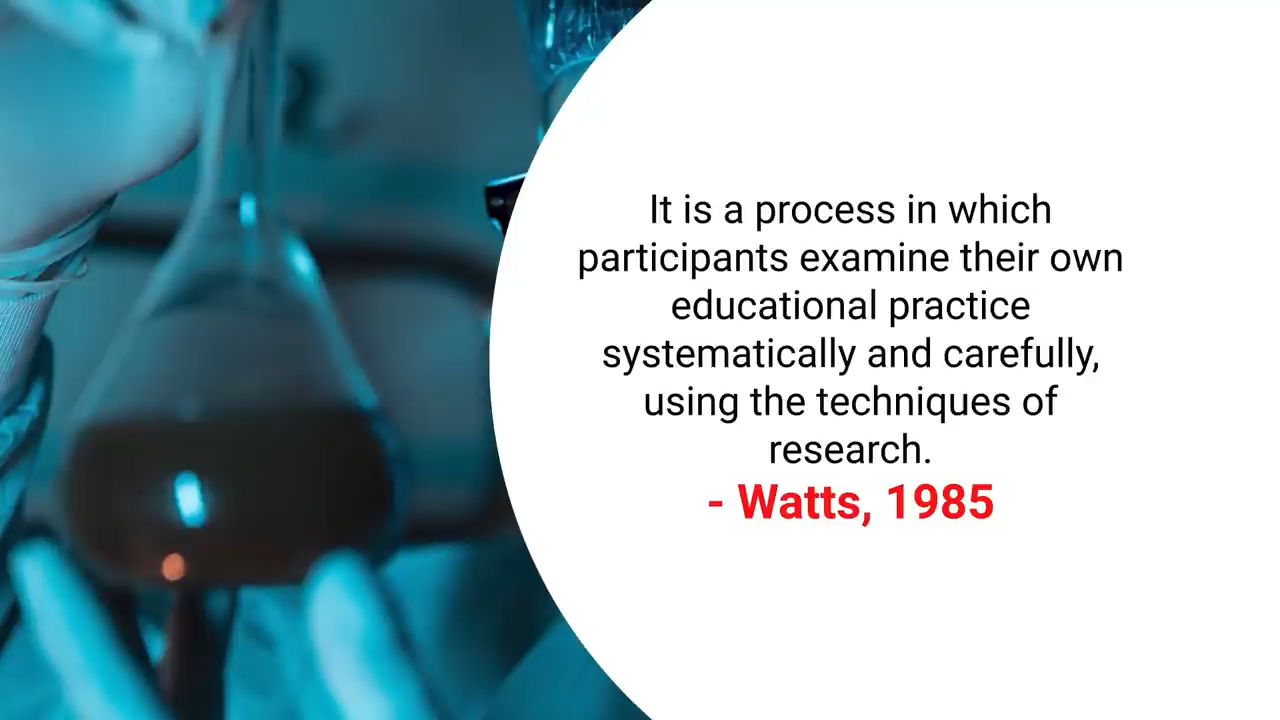 It is a process in which
participants examine their own
educational practice
systematically and carefully,
using the techniques of
research.
- Watts, 1985